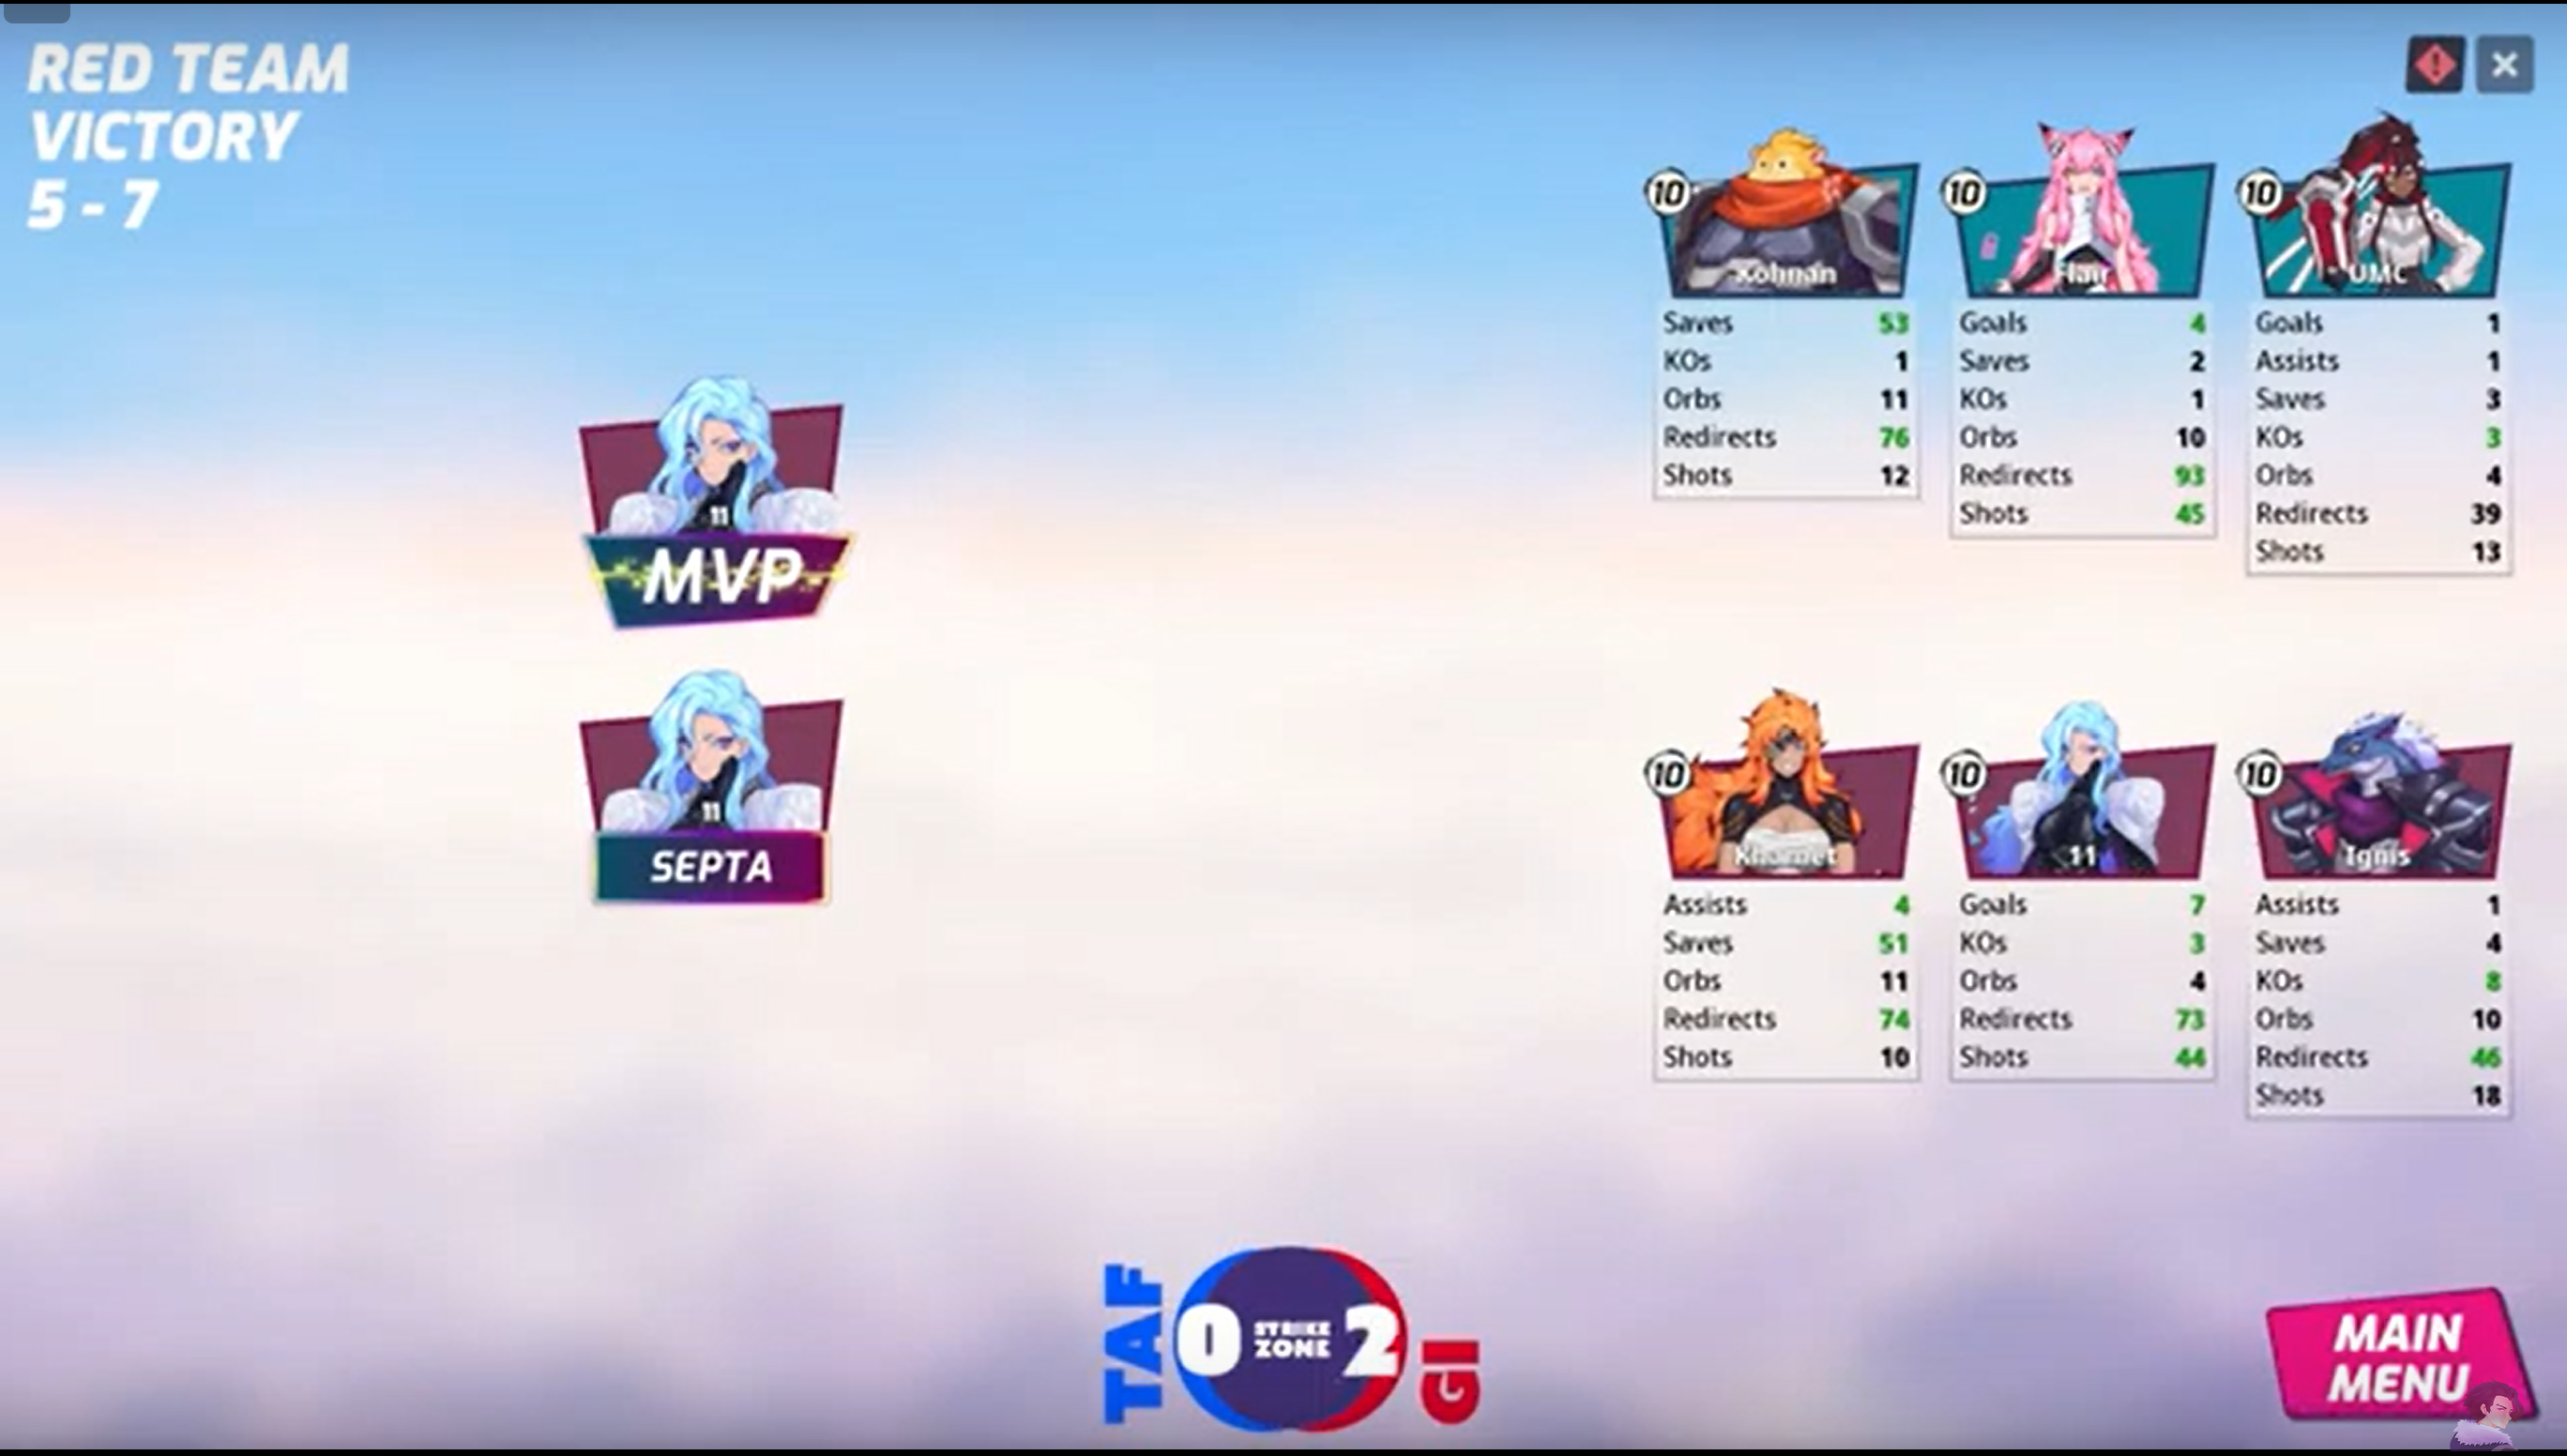 RED TEAM
VICTORY
5 - 7
11
MVP
11
SEPTA
10
Kohnan
Saves 53
KOs 1
Orbs 11
Redirects 76
Shots 12
10
Flair
Goals 4
Saves 2
KOs 1
Orbs 10
Redirects 93
Shots 45
10
UMC
Goals 1
Assists 1
Saves 3
KOs 3
Orbs 4
Redirects 39
Shots 13
10
Assists 4
Saves 51
Orbs 11
Redirects 74
Shots 10
10
11
Goals 7
KOs 3
Orbs 4
Redirects 73
Shots 44
10
Ignis
Assists 1
Saves 4
KOs 8
Orbs 10
Redirects 46
Shots 18
TAF
0
STRIKE
ZONE
2
GI
MAIN
MENU